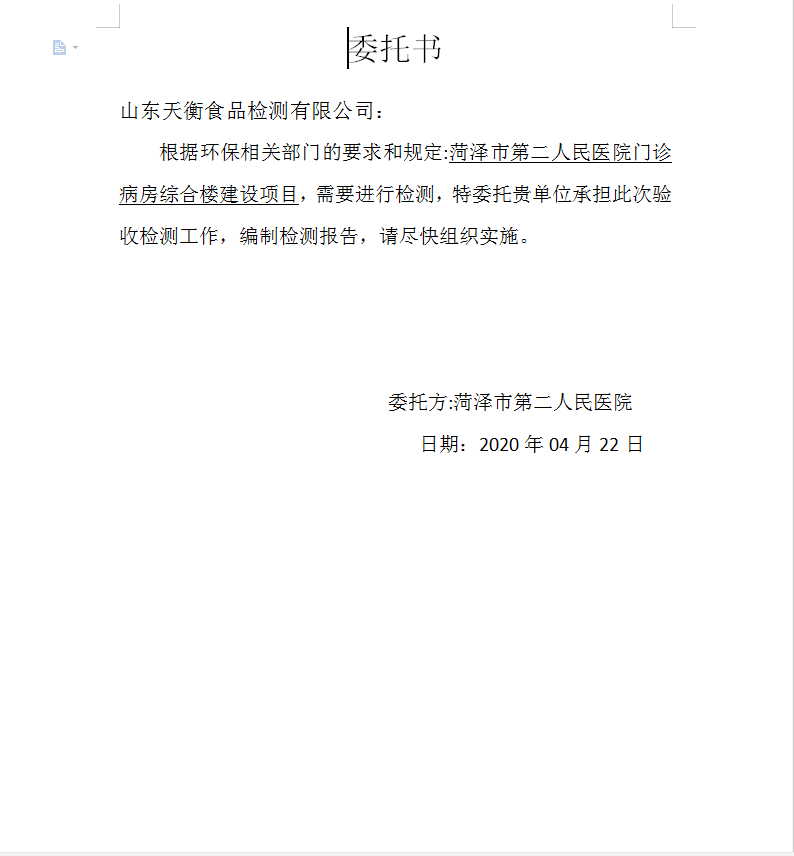 委托书
山东天衡食品检测有限公司：
根据环保相关部门的要求和规定:菏泽市第二人民医院门诊
病房综合楼建设项目，需要进行检测，特委托贵单位承担此次验
收检测工作，编制检测报告，请尽快组织实施。
委托方:菏泽市第二人民医院
日期：2020 年 04 月 22 日